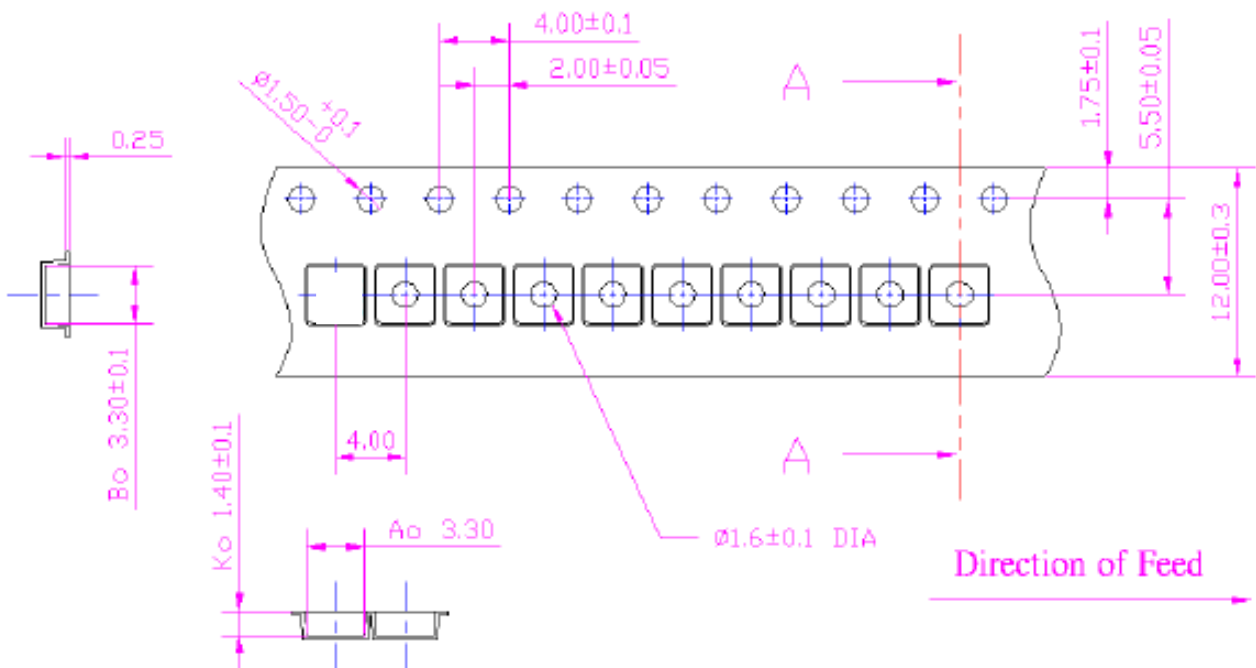 4.00±0.1
2.00±0.05
A
Ø1.50 +0.1 -0
1.75±0.1
5.50±0.05
0.25
12.00±0.3
Bo 3.30±0.1
4.00
A
Ko 1.40±0.1
Ao 3.30
Ø1.6±0.1 DIA
Direction of Feed